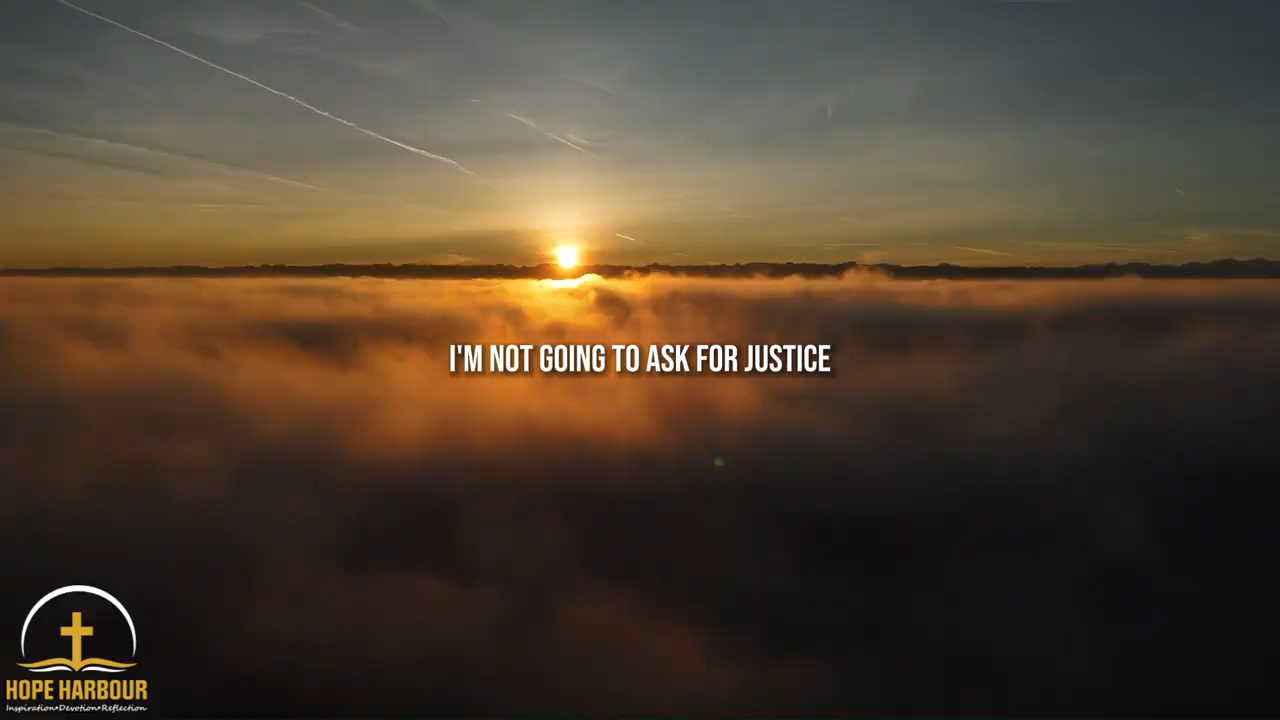 I'M NOT GOING TO ASK FOR JUSTICE
HOPE HARBOUR
Inspiration•Devotion•Reflection